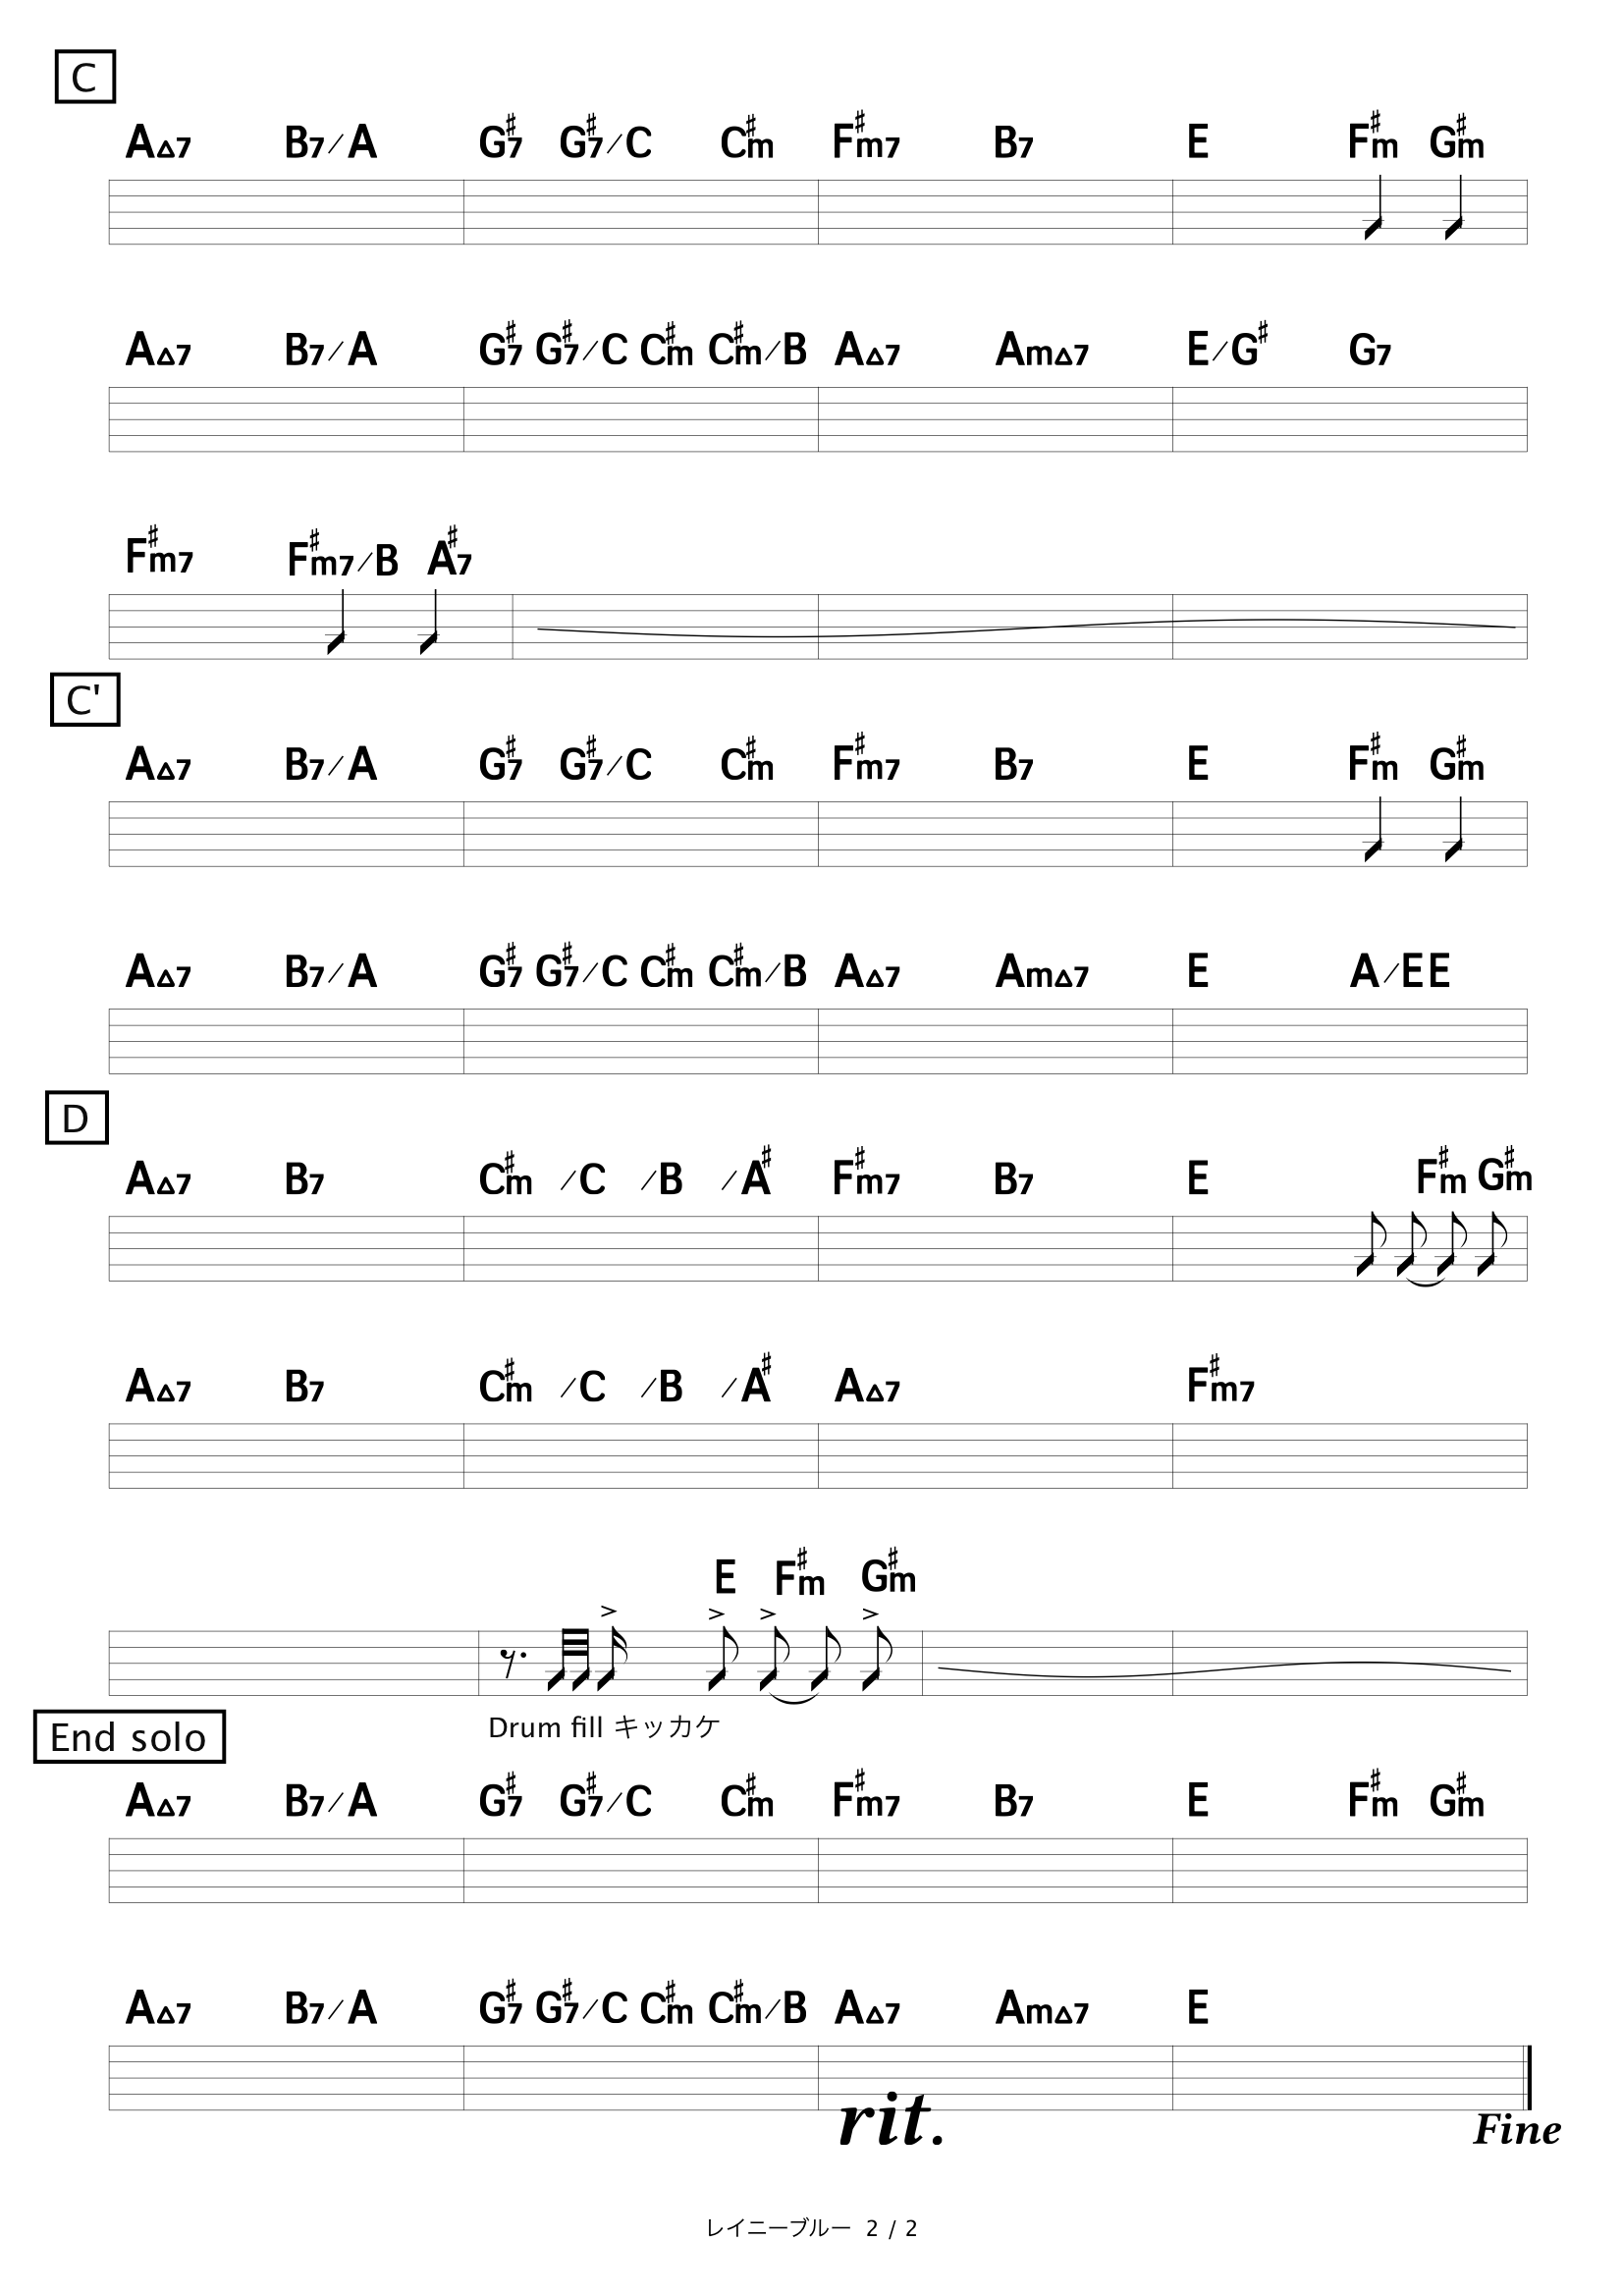 C
A△7 B7/A G♯7 G♯7/C C♯m F♯m7 B7 E F♯m G♯m
A△7 B7/A G♯7 G♯7/C C♯m C♯m/B A△7 Am△7 E/G♯ G7
F♯m7 F♯m7/B A♯7
C'
A△7 B7/A G♯7 G♯7/C C♯m F♯m7 B7 E F♯m G♯m
A△7 B7/A G♯7 G♯7/C C♯m C♯m/B A△7 Am△7 E A/E E
D
A△7 B7 C♯m /C /B /A♯ F♯m7 B7 E F♯m G♯m
A△7 B7 C♯m /C /B /A♯ A△7 F♯m7
E F♯m G♯m
Drum fill キッカケ
End solo
A△7 B7/A G♯7 G♯7/C C♯m F♯m7 B7 E F♯m G♯m
A△7 B7/A G♯7 G♯7/C C♯m C♯m/B A△7 Am△7 E
rit.
Fine
レイニーブルー 2 / 2